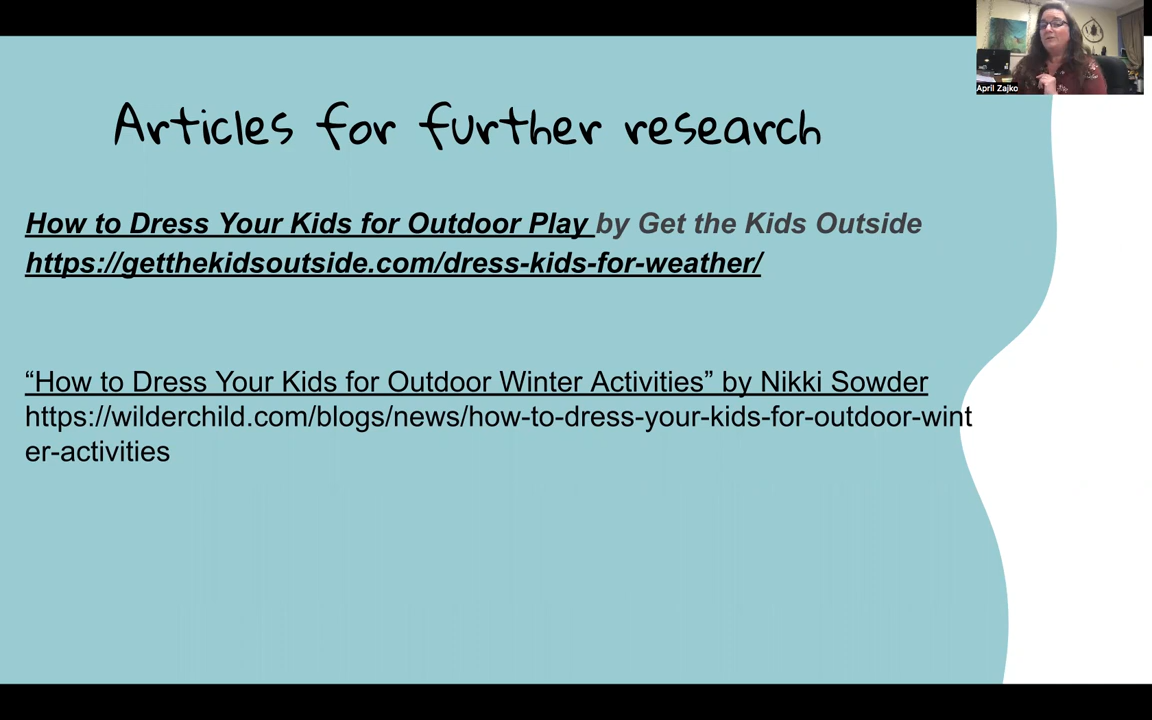 April Zajko
Articles for further research
How to Dress Your Kids for Outdoor Play by Get the Kids Outside
https://getthekidsoutside.com/dress-kids-for-weather/
“How to Dress Your Kids for Outdoor Winter Activities” by Nikki Sowder
https://wilderchild.com/blogs/news/how-to-dress-your-kids-for-outdoor-wint
er-activities